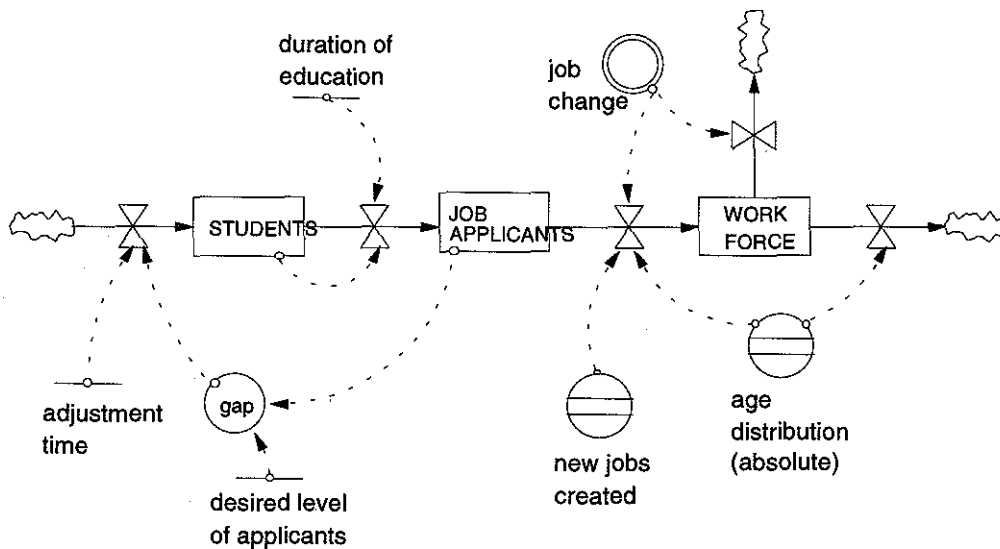 duration of
education
job
change
STUDENTS
JOB
APPLICANTS
WORK
FORCE
adjustment
time
gap
desired level
of applicants
new jobs
created
age
distribution
(absolute)